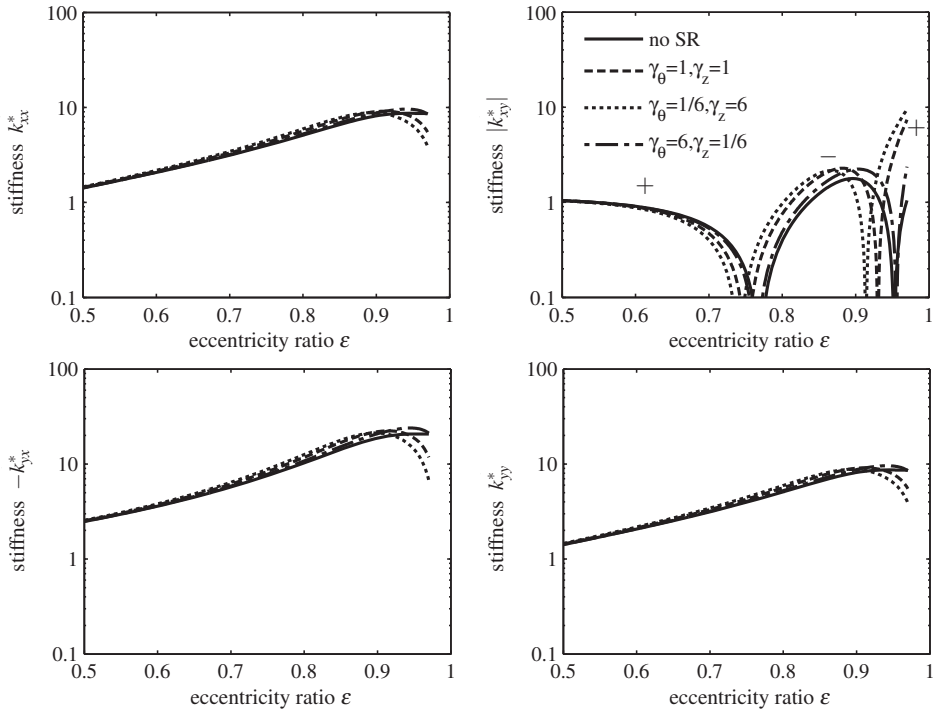 100
10
1
0.1
stiffness k*xx
0.5 0.6 0.7 0.8 0.9 1
eccentricity ratio ε
100
10
1
0.1
stiffness |k*xy|
no SR
γθ=1,γz=1
γθ=1/6,γz=6
γθ=6,γz=1/6
+
−
+
0.5 0.6 0.7 0.8 0.9 1
eccentricity ratio ε
100
10
1
0.1
stiffness −k*yx
0.5 0.6 0.7 0.8 0.9 1
eccentricity ratio ε
100
10
1
0.1
stiffness k*yy
0.5 0.6 0.7 0.8 0.9 1
eccentricity ratio ε